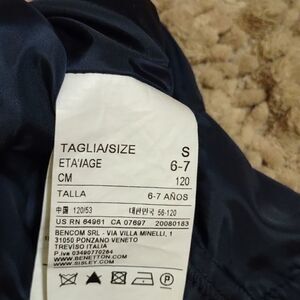 TAGLIA/SIZE S
ETA'/AGE 6-7
CM 120
TALLA 6-7 AÑOS
中国 120/53 대한민국 56-120
US RN 64961 CA 07697 20080183
BENCOM SRL - VIA VILLA MINELLI, 1
31050 PONZANO VENETO
TREVISO ITALIA
P.IVA 03490770264
WWW.BENETTON.COM
WWW.SISLEY.COM